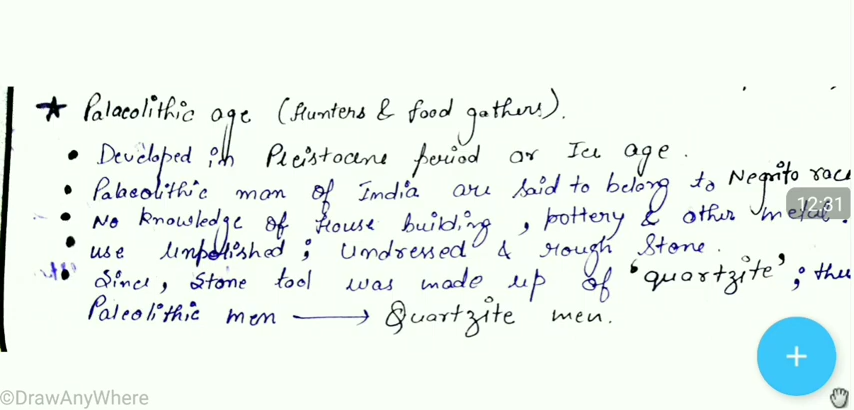 ★ Palaeolithic age (Hunters & food gathers).
• Developed in Pleistocene period or Ice age.
• Palaeolithic man of India are said to belong to Negrito race
• No knowledge of House building, pottery & other metal.
12:31
• use unpolished; Undressed & rough Stone.
• Since, Stone tool was made up of 'quartzite'; the
Paleolithic men → Quartzite men.
+
©DrawAnyWhere